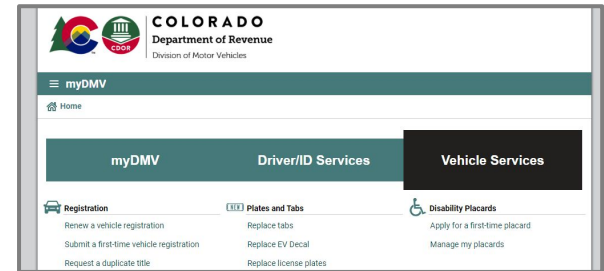 COLORADO
Department of Revenue
Division of Motor Vehicles
CDOR
myDMV
Home
myDMV
Driver/ID Services
Vehicle Services
Registration
Renew a vehicle registration
Submit a first-time vehicle registration
Request a duplicate title
NEW Plates and Tabs
Replace tabs
Replace EV Decal
Replace license plates
Disability Placards
Apply for a first-time placard
Manage my placards